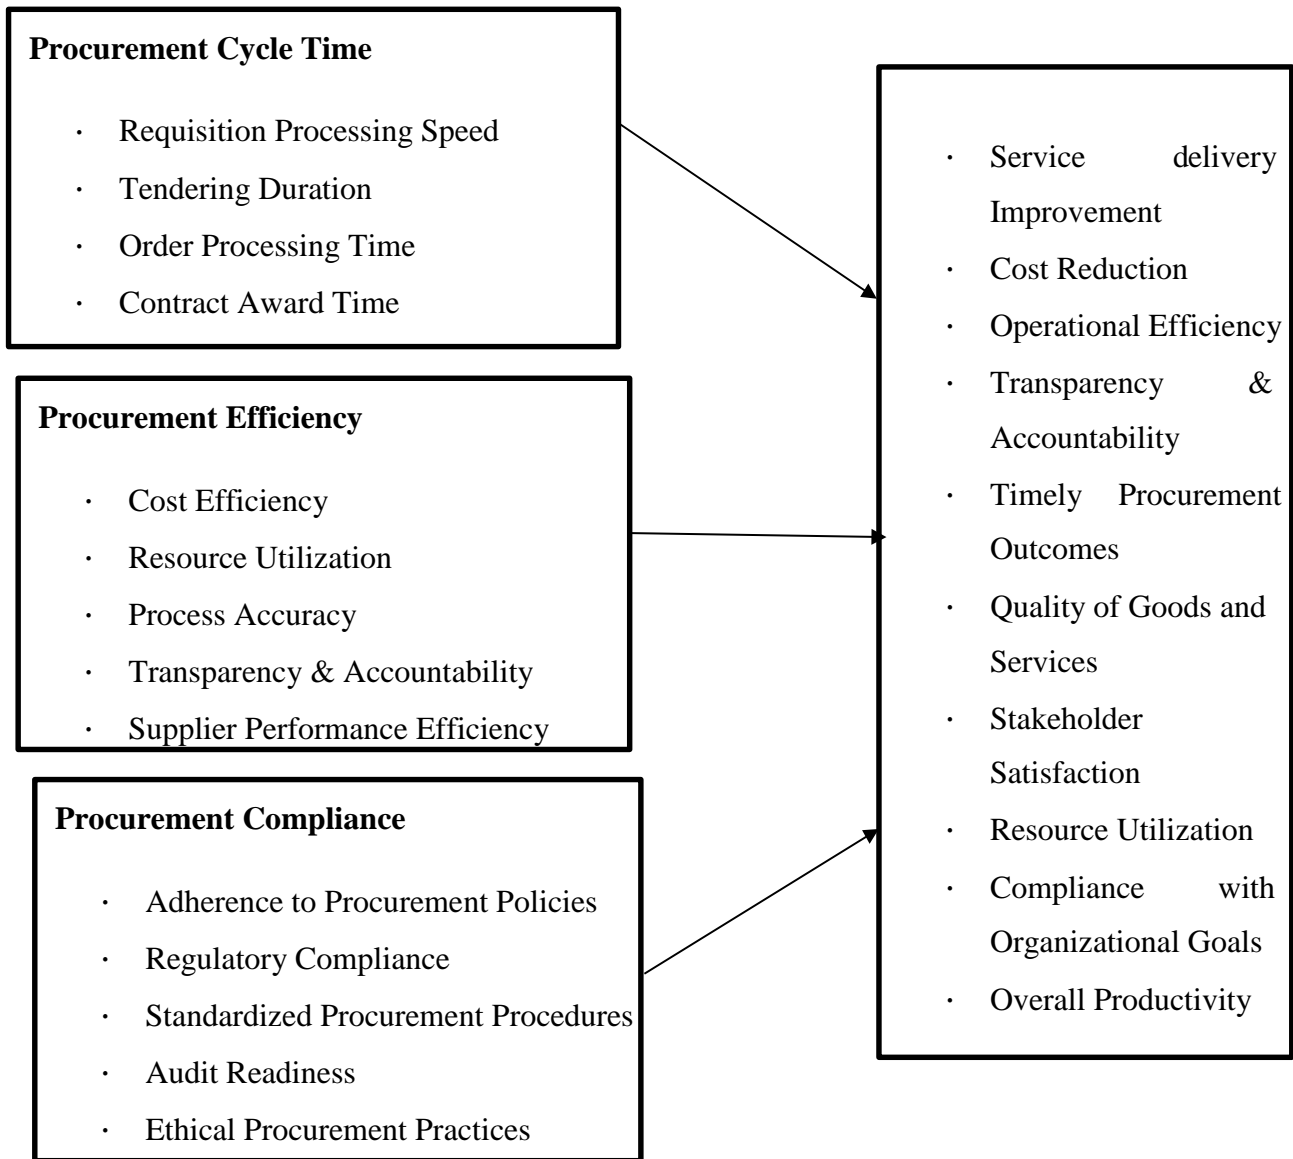 Procurement Cycle Time
· Requisition Processing Speed
· Tendering Duration
· Order Processing Time
· Contract Award Time
Procurement Efficiency
· Cost Efficiency
· Resource Utilization
· Process Accuracy
· Transparency & Accountability
· Supplier Performance Efficiency
Procurement Compliance
· Adherence to Procurement Policies
· Regulatory Compliance
· Standardized Procurement Procedures
· Audit Readiness
· Ethical Procurement Practices
· Service delivery
Improvement
· Cost Reduction
· Operational Efficiency
· Transparency &
Accountability
· Timely Procurement
Outcomes
· Quality of Goods and
Services
· Stakeholder
Satisfaction
· Resource Utilization
· Compliance with
Organizational Goals
· Overall Productivity